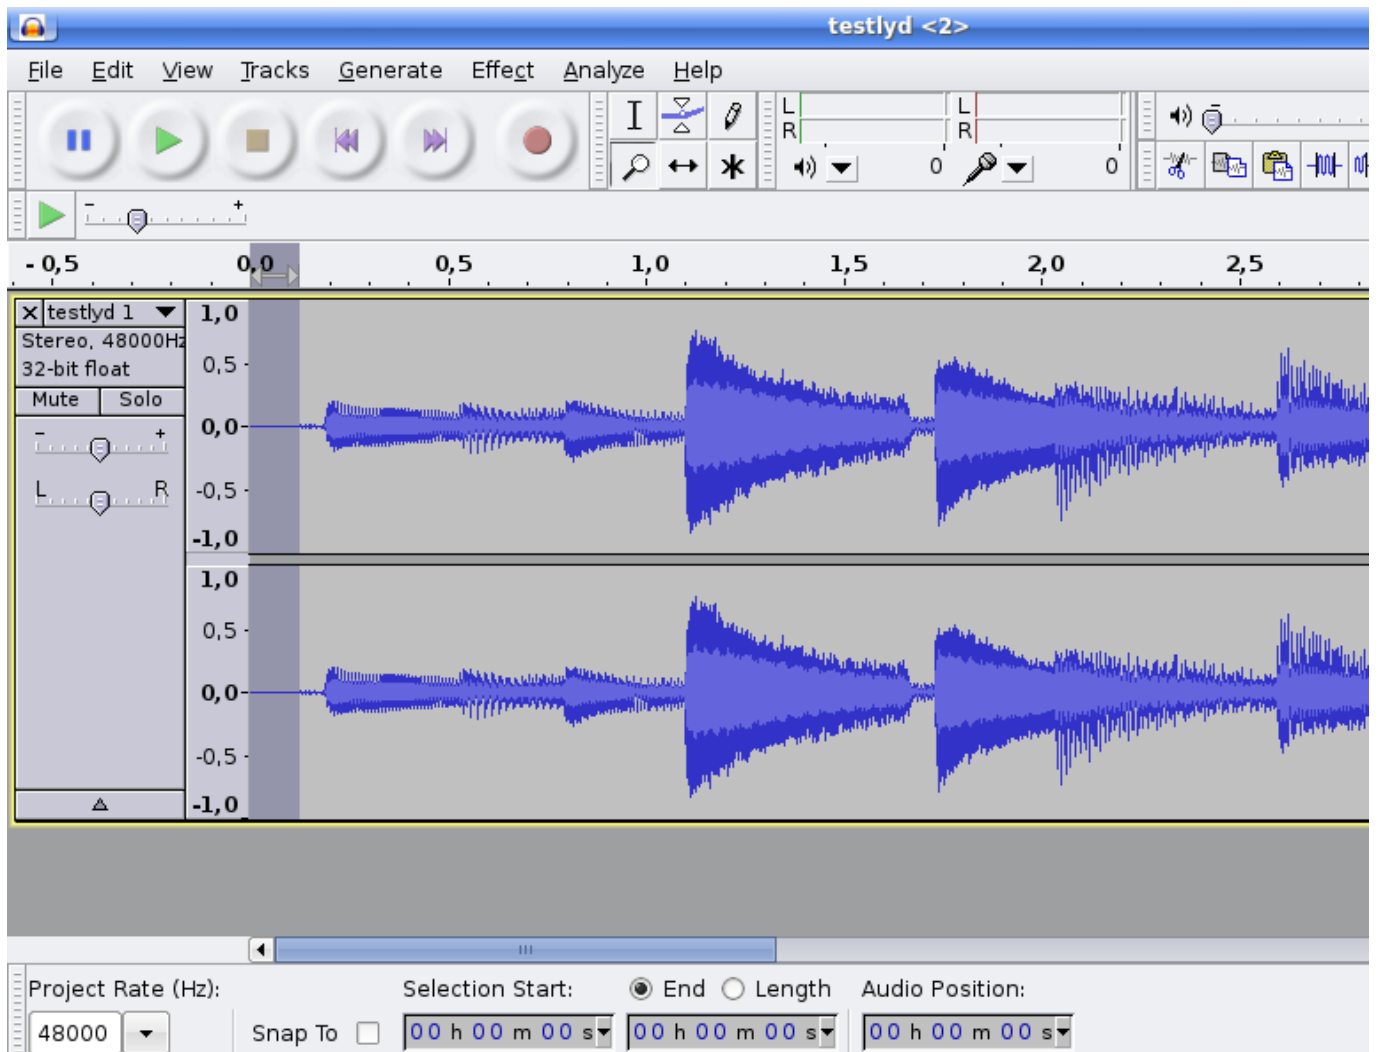 testlyd <2>
File Edit View Tracks Generate Effect Analyze Help
L L
R R
0 0
- +
- 0,5 0,0 0,5 1,0 1,5 2,0 2,5
X testlyd 1 1,0
Stereo, 48000Hz
32-bit float 0,5
Mute Solo
- + 0,0
L R -0,5
-1,0
1,0
0,5
0,0
-0,5
-1,0
Project Rate (Hz): Selection Start: End Length Audio Position:
48000 Snap To 00 h 00 m 00 s 00 h 00 m 00 s 00 h 00 m 00 s